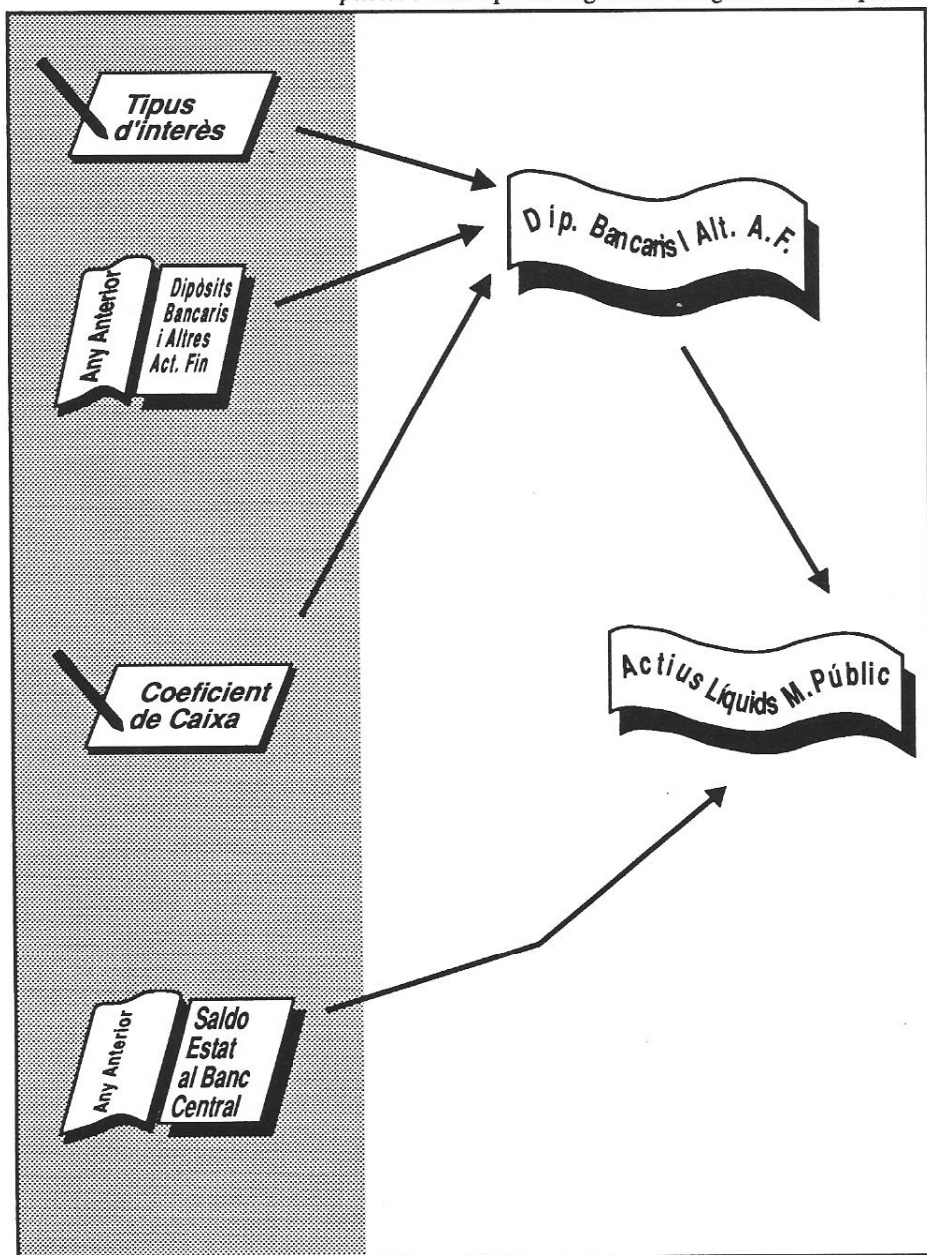 Tipus
d'interès
Dip. Bancaris I Alt. A.F.
Any Anterior
Dipòsits
Bancaris
i Altres
Act. Fin
Actius Líquids M. Públic
Coeficient
de Caixa
Any Anterior
Saldo
Estat
al Banc
Central